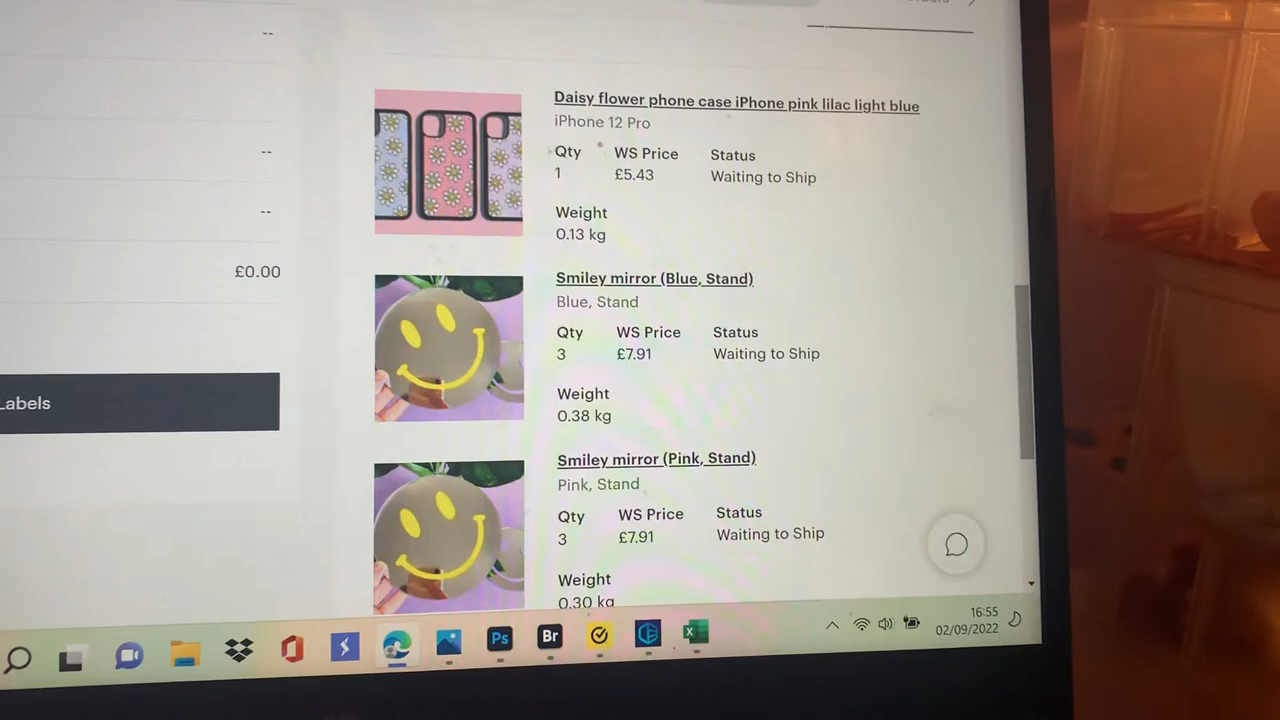 --
--
--
£0.00
Labels
Daisy flower phone case iPhone pink lilac light blue
iPhone 12 Pro
Qty WS Price Status
1 £5.43 Waiting to Ship
Weight
0.13 kg
Smiley mirror (Blue, Stand)
Blue, Stand
Qty WS Price Status
3 £7.91 Waiting to Ship
Weight
0.38 kg
Smiley mirror (Pink, Stand)
Pink, Stand
Qty WS Price Status
3 £7.91 Waiting to Ship
Weight
0.30 kg
Ps Br X
16:55
02/09/2022